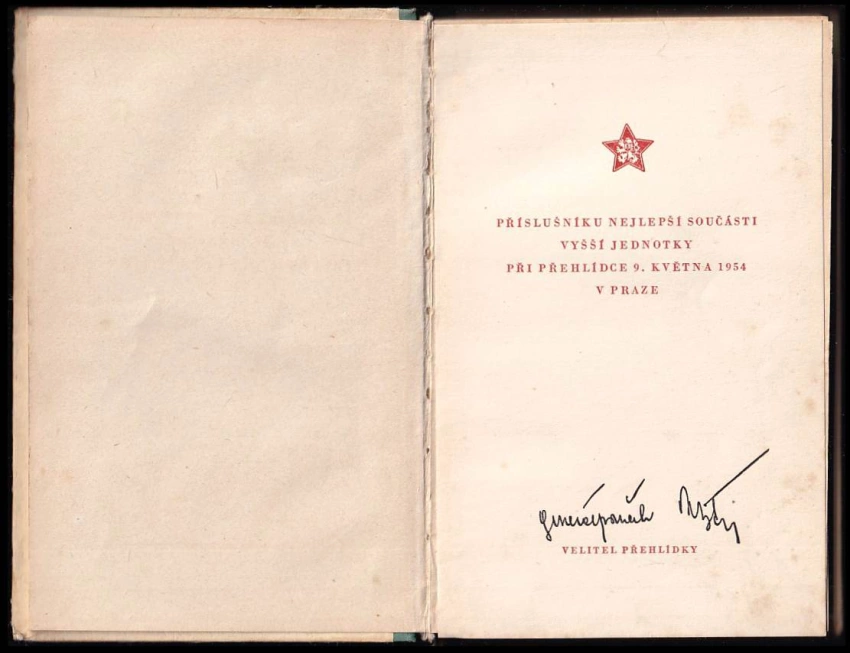 PŘÍSLUŠNÍKU NEJLEPŠÍ SOUČÁSTI
VYŠŠÍ JEDNOTKY
PŘI PŘEHLÍDCE 9. KVĚTNA 1954
V PRAZE
VELITEL PŘEHLÍDKY